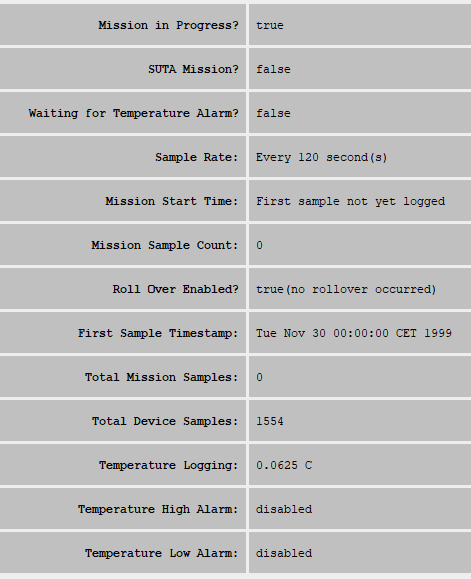 Mission in Progress? true
SUTA Mission? false
Waiting for Temperature Alarm? false
Sample Rate: Every 120 second(s)
Mission Start Time: First sample not yet logged
Mission Sample Count: 0
Roll Over Enabled? true(no rollover occurred)
First Sample Timestamp: Tue Nov 30 00:00:00 CET 1999
Total Mission Samples: 0
Total Device Samples: 1554
Temperature Logging: 0.0625 C
Temperature High Alarm: disabled
Temperature Low Alarm: disabled